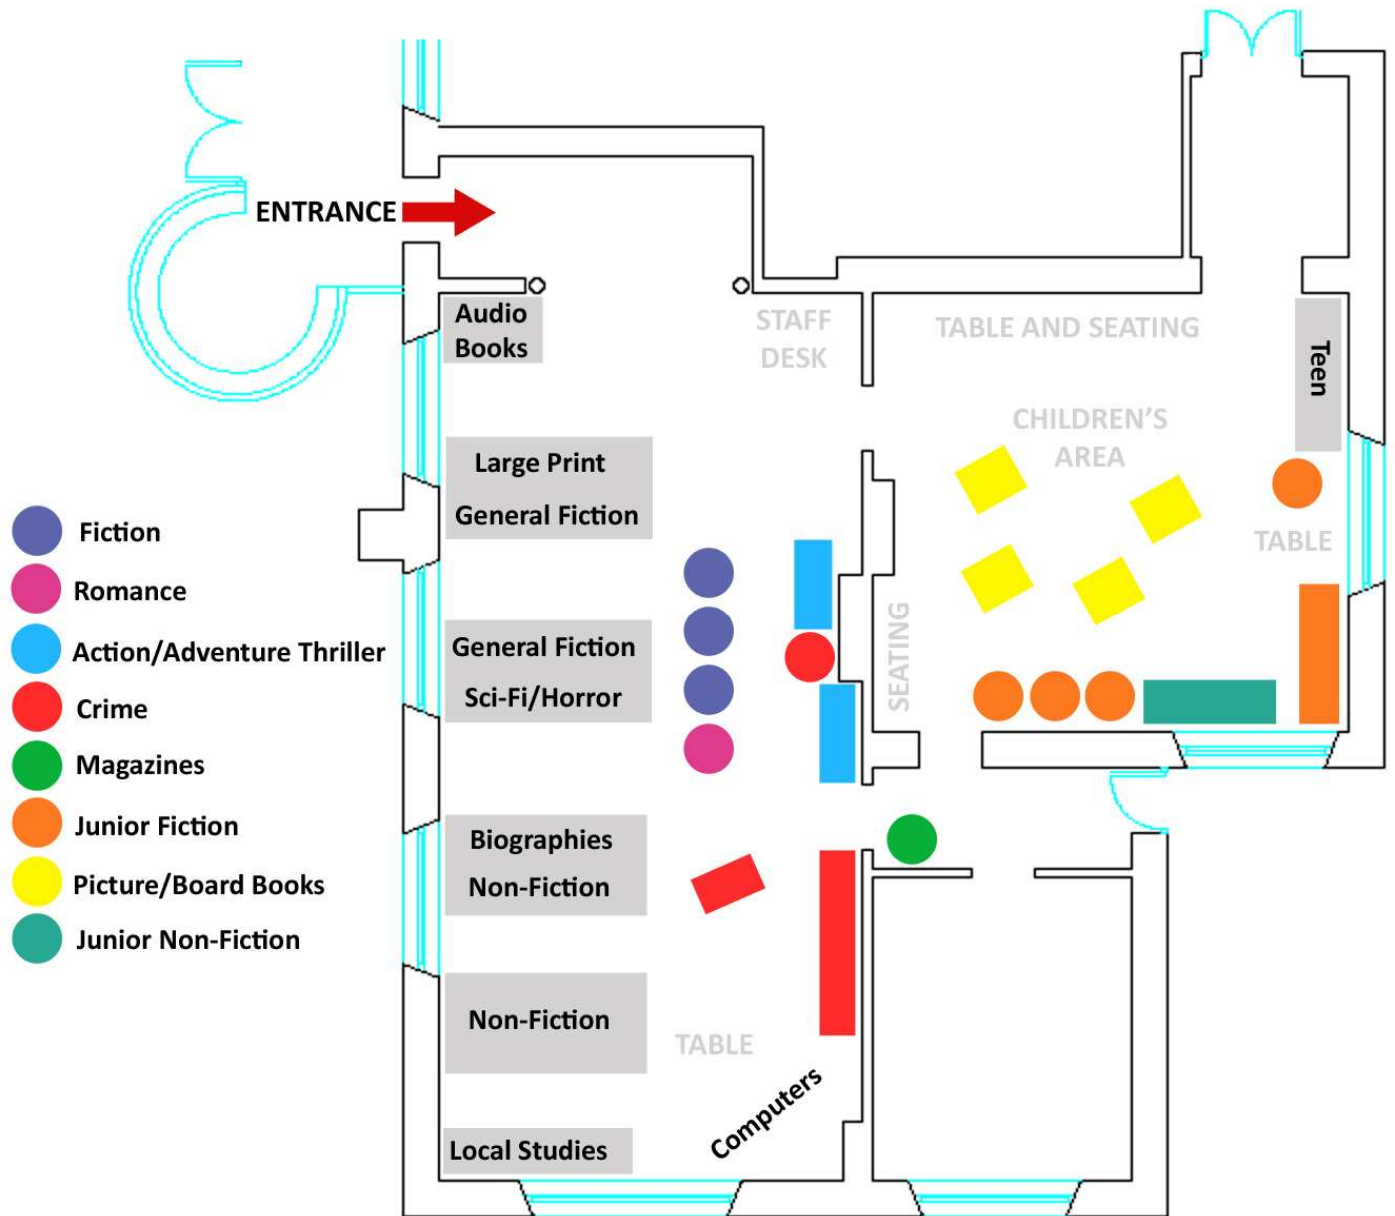 ENTRANCE
Audio
Books
STAFF
DESK
TABLE AND SEATING
Teen
CHILDREN'S
AREA
Large Print
General Fiction
TABLE
SEATING
General Fiction
Sci-Fi/Horror
Biographies
Non-Fiction
Non-Fiction
TABLE
Computers
Local Studies
Fiction
Romance
Action/Adventure Thriller
Crime
Magazines
Junior Fiction
Picture/Board Books
Junior Non-Fiction